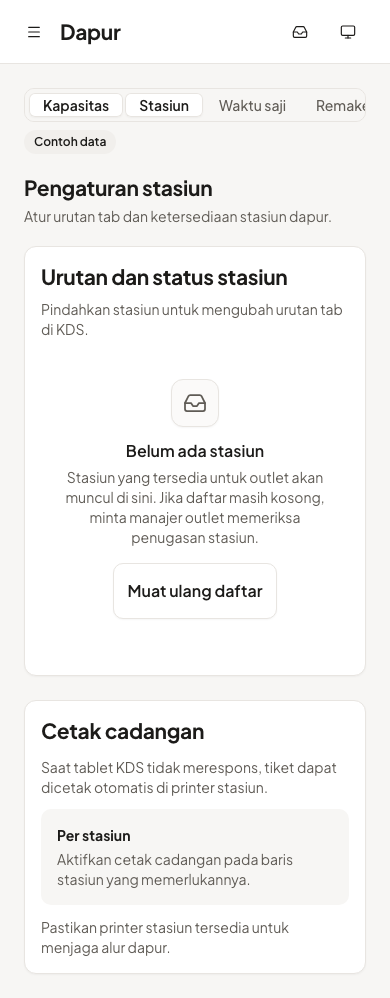 Dapur
Kapasitas
Stasiun
Waktu saji
Remake
Contoh data
Pengaturan stasiun
Atur urutan tab dan ketersediaan stasiun dapur.
Urutan dan status stasiun
Pindahkan stasiun untuk mengubah urutan tab
di KDS.
Belum ada stasiun
Stasiun yang tersedia untuk outlet akan
muncul di sini. Jika daftar masih kosong,
minta manajer outlet memeriksa
penugasan stasiun.
Muat ulang daftar
Cetak cadangan
Saat tablet KDS tidak merespons, tiket dapat
dicetak otomatis di printer stasiun.
Per stasiun
Aktifkan cetak cadangan pada baris
stasiun yang memerlukannya.
Pastikan printer stasiun tersedia untuk
menjaga alur dapur.